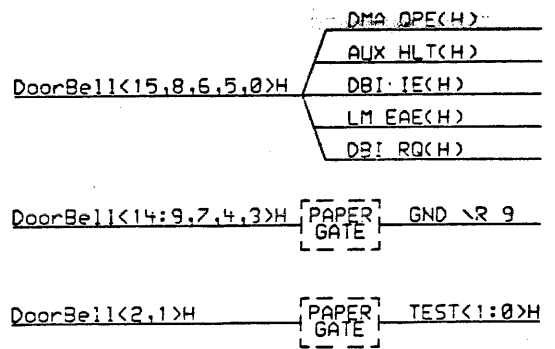 DMA OPE(H)
AUX HLT(H)
DoorBell<15,8,6,5,0>H DBI IE(H)
LM EAE(H)
DBI RQ(H)
DoorBell<14:9,7,4,3>H PAPER GATE GND \R 9
DoorBell<2,1>H PAPER GATE TEST<1:0>H